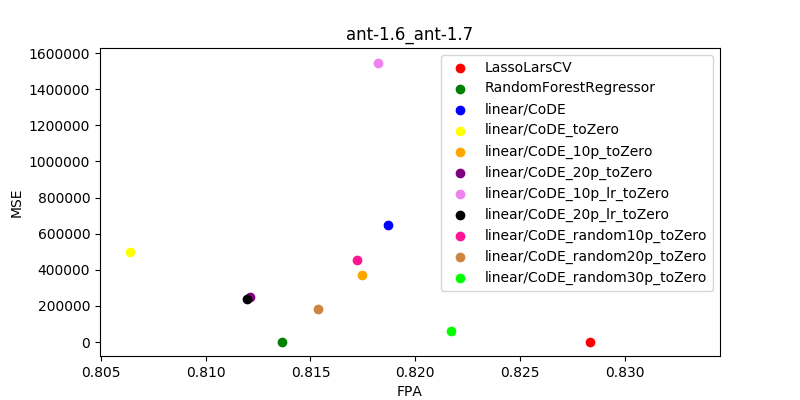 ant-1.6_ant-1.7
1600000
1400000
1200000
1000000
800000
600000
400000
200000
0
MSE
LassoLarsCV
RandomForestRegressor
linear/CoDE
linear/CoDE_toZero
linear/CoDE_10p_toZero
linear/CoDE_20p_toZero
linear/CoDE_10p_lr_toZero
linear/CoDE_20p_lr_toZero
linear/CoDE_random10p_toZero
linear/CoDE_random20p_toZero
linear/CoDE_random30p_toZero
0.805 0.810 0.815 0.820 0.825 0.830
FPA